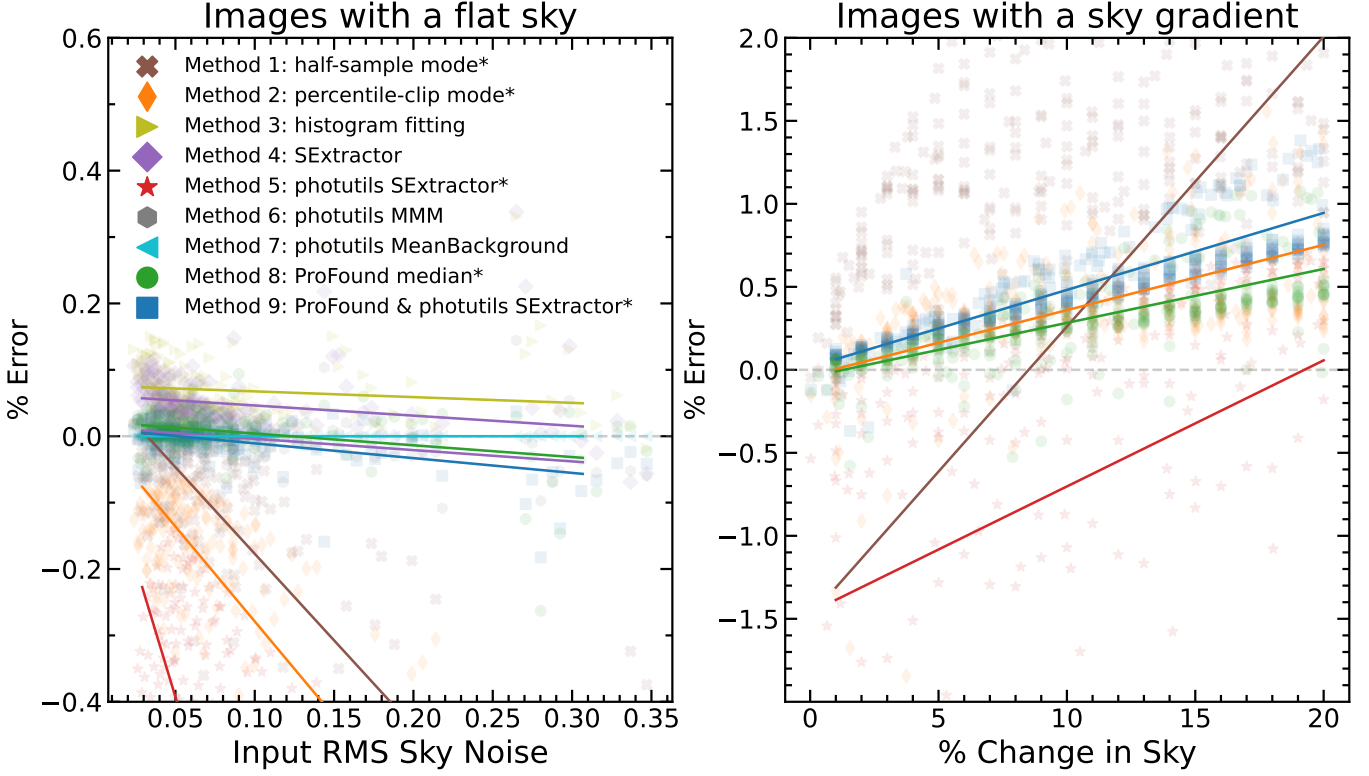 Images with a flat sky
% Error
0.6
0.4
0.2
0.0
−0.2
−0.4
Method 1: half-sample mode*
Method 2: percentile-clip mode*
Method 3: histogram fitting
Method 4: SExtractor
Method 5: photutils SExtractor*
Method 6: photutils MMM
Method 7: photutils MeanBackground
Method 8: ProFound median*
Method 9: ProFound & photutils SExtractor*
0.05 0.10 0.15 0.20 0.25 0.30 0.35
Input RMS Sky Noise
Images with a sky gradient
% Error
2.0
1.5
1.0
0.5
0.0
−0.5
−1.0
−1.5
0 5 10 15 20
% Change in Sky